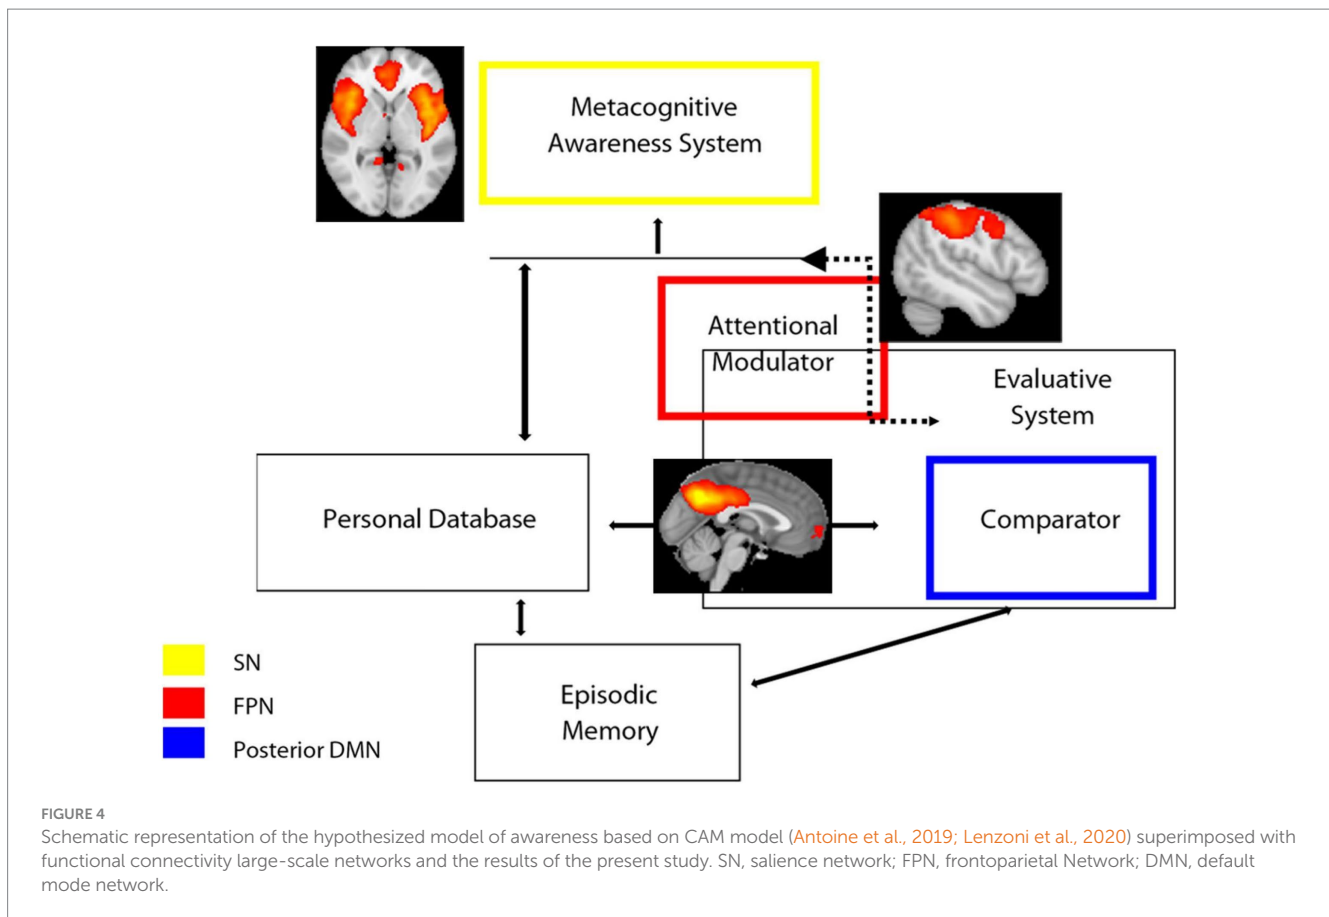 Metacognitive
Awareness System
Attentional
Modulator
Evaluative
System
Personal Database
Comparator
Episodic
Memory
SN
FPN
Posterior DMN
FIGURE 4
Schematic representation of the hypothesized model of awareness based on CAM model (Antoine et al., 2019; Lenzoni et al., 2020) superimposed with
functional connectivity large-scale networks and the results of the present study. SN, salience network; FPN, frontoparietal Network; DMN, default
mode network.